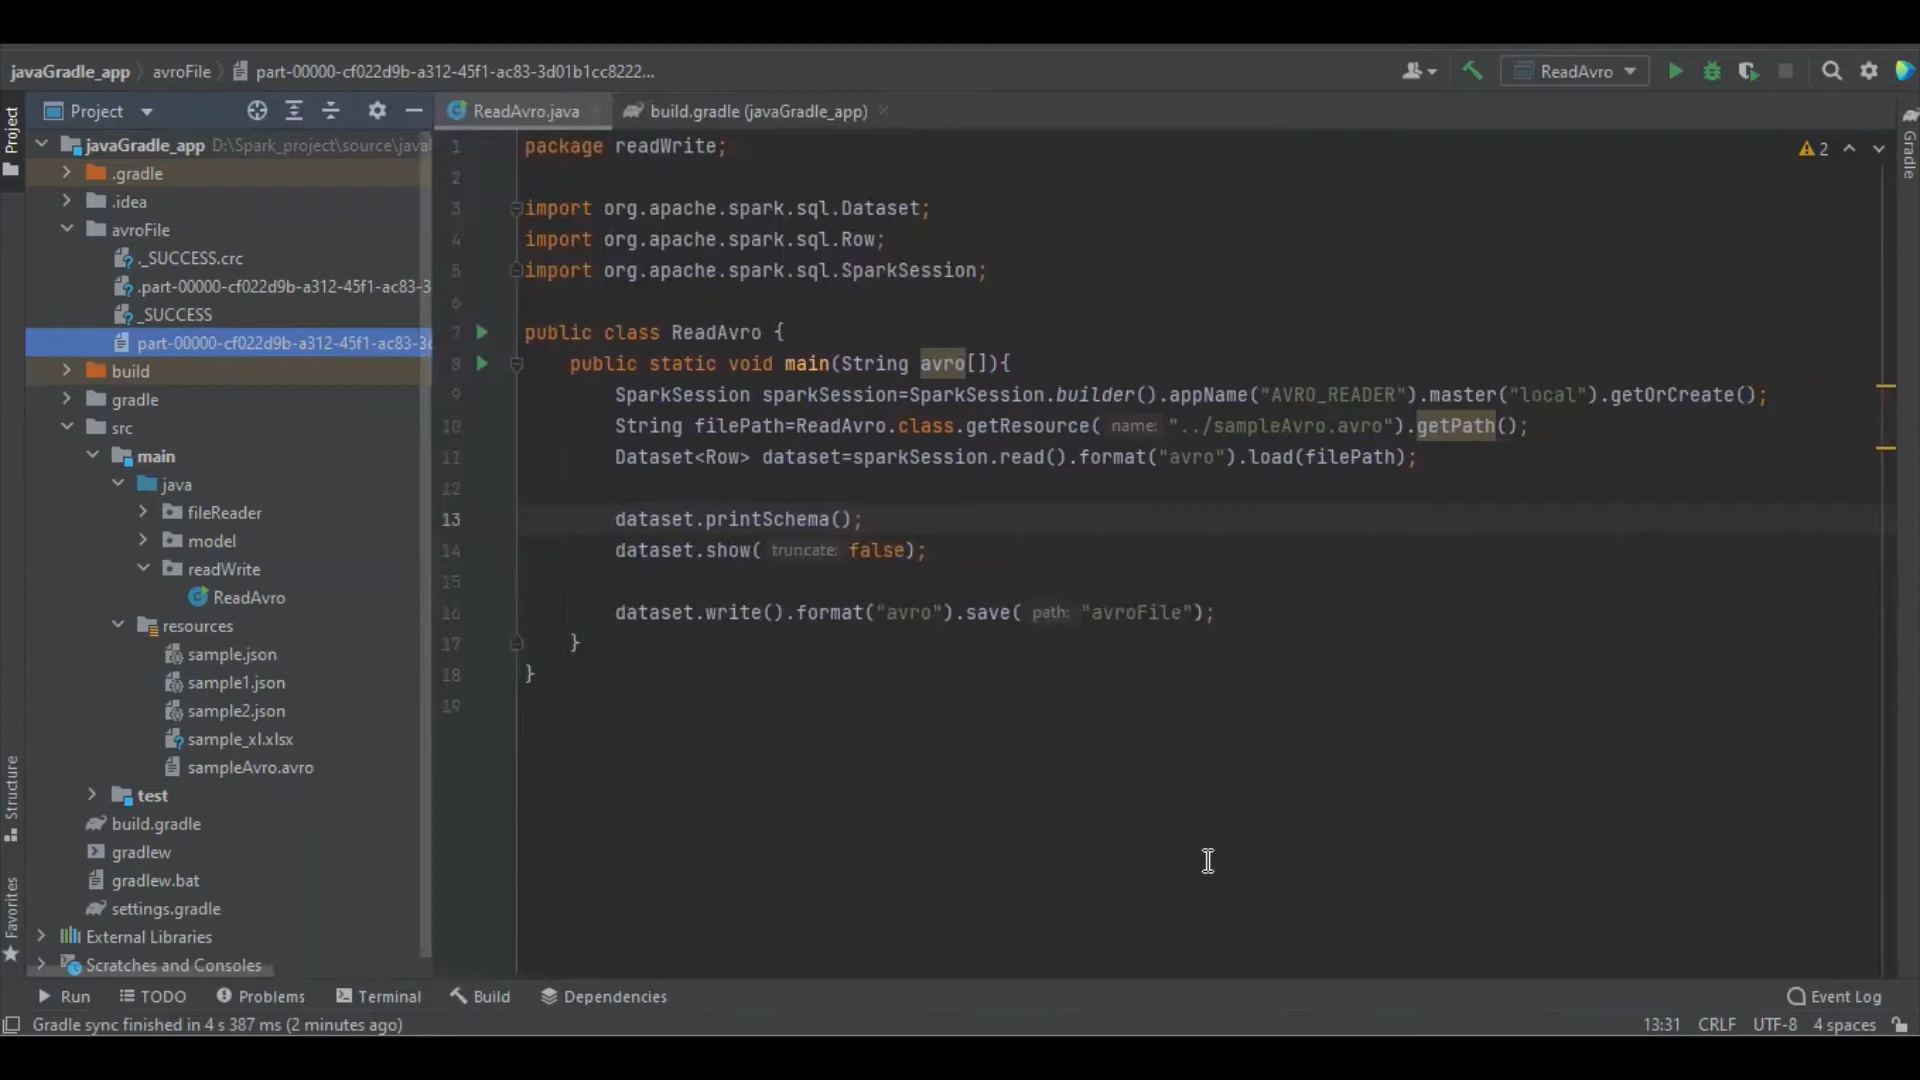 javaGradle_app avroFile part-00000-cf022d9b-a312-45f1-ac83-3d01b1cc8222... ReadAvro
Project
Project
ReadAvro.java build.gradle (javaGradle_app)
Gradle
javaGradle_app D:\Spark_project\source\java
.gradle
.idea
avroFile
._SUCCESS.crc
.part-00000-cf022d9b-a312-45f1-ac83-3
_SUCCESS
part-00000-cf022d9b-a312-45f1-ac83-3
build
gradle
src
main
java
fileReader
model
readWrite
ReadAvro
resources
sample.json
sample1.json
sample2.json
sample_xl.xlsx
sampleAvro.avro
test
build.gradle
gradlew
gradlew.bat
settings.gradle
External Libraries
Scratches and Consoles
Structure
Favorites
2
1 package readWrite;
2
3 import org.apache.spark.sql.Dataset;
4 import org.apache.spark.sql.Row;
5 import org.apache.spark.sql.SparkSession;
6
7 public class ReadAvro {
8 public static void main(String avro[]){
9 SparkSession sparkSession=SparkSession.builder().appName("AVRO_READER").master("local").getOrCreate();
10 String filePath=ReadAvro.class.getResource( name: "../sampleAvro.avro").getPath();
11 Dataset<Row> dataset=sparkSession.read().format("avro").load(filePath);
12
13 dataset.printSchema();
14 dataset.show( truncate: false);
15
16 dataset.write().format("avro").save( path: "avroFile");
17 }
18 }
19
Run TODO Problems Terminal Build Dependencies Event Log
Gradle sync finished in 4 s 387 ms (2 minutes ago) 13:31 CRLF UTF-8 4 spaces